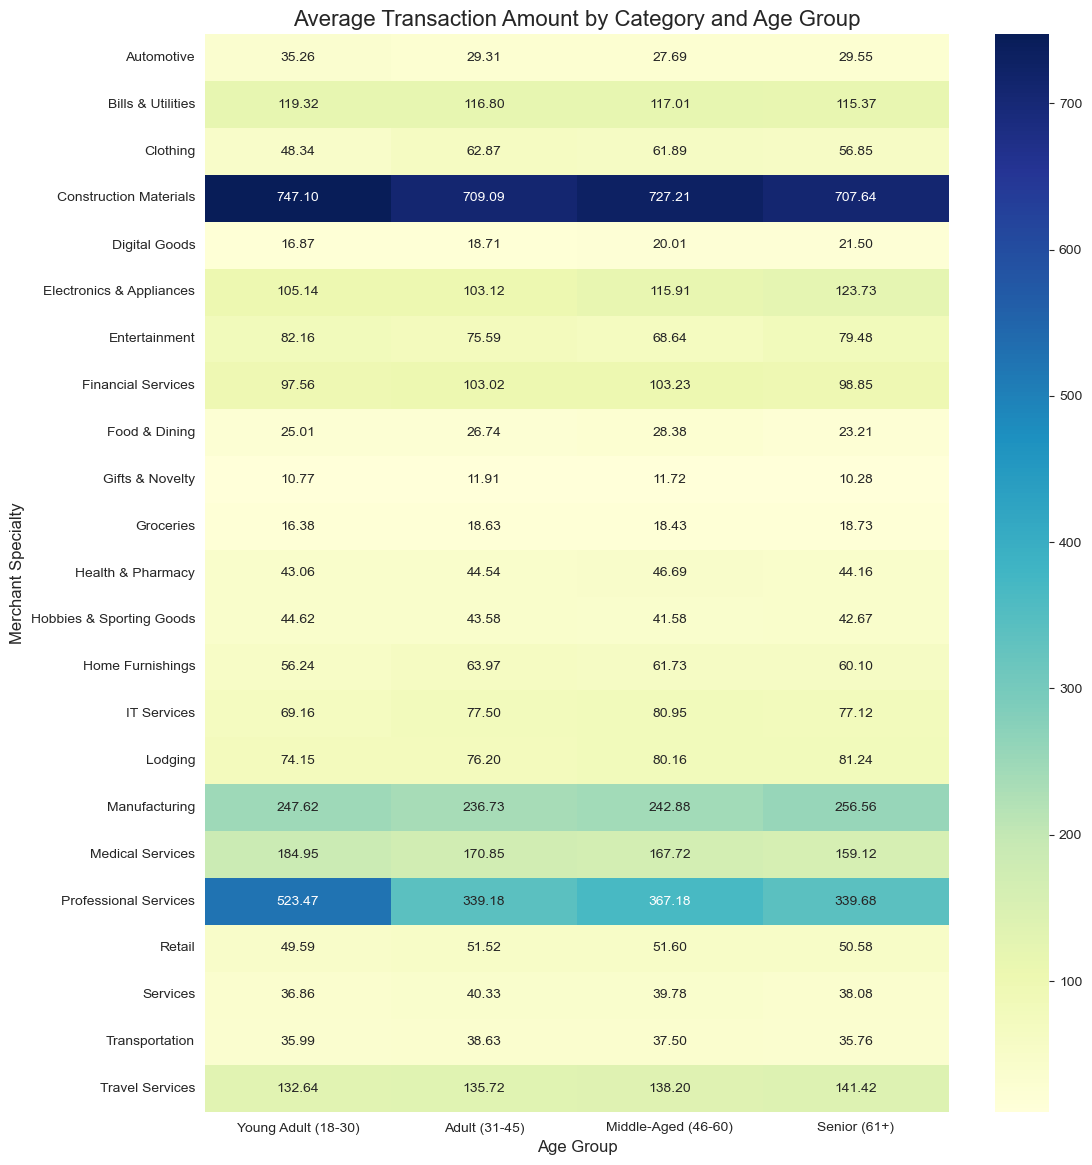 Average Transaction Amount by Category and Age Group
Automotive 35.26 29.31 27.69 29.55
Bills & Utilities 119.32 116.80 117.01 115.37
Clothing 48.34 62.87 61.89 56.85
Construction Materials 747.10 709.09 727.21 707.64
Digital Goods 16.87 18.71 20.01 21.50
Electronics & Appliances 105.14 103.12 115.91 123.73
Entertainment 82.16 75.59 68.64 79.48
Financial Services 97.56 103.02 103.23 98.85
Food & Dining 25.01 26.74 28.38 23.21
Gifts & Novelty 10.77 11.91 11.72 10.28
Groceries 16.38 18.63 18.43 18.73
Health & Pharmacy 43.06 44.54 46.69 44.16
Hobbies & Sporting Goods 44.62 43.58 41.58 42.67
Home Furnishings 56.24 63.97 61.73 60.10
IT Services 69.16 77.50 80.95 77.12
Lodging 74.15 76.20 80.16 81.24
Manufacturing 247.62 236.73 242.88 256.56
Medical Services 184.95 170.85 167.72 159.12
Professional Services 523.47 339.18 367.18 339.68
Retail 49.59 51.52 51.60 50.58
Services 36.86 40.33 39.78 38.08
Transportation 35.99 38.63 37.50 35.76
Travel Services 132.64 135.72 138.20 141.42
Young Adult (18-30) Adult (31-45) Middle-Aged (46-60) Senior (61+)
Age Group
Merchant Specialty
700
600
500
400
300
200
100